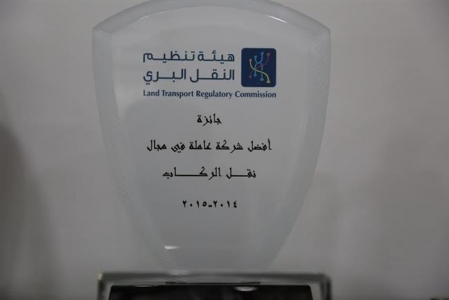 هيئة تنظيم
النقل البري
Land Transport Regulatory Commission
جائزة
أفضل شركة عاملة في مجال
نقل الركاب
٢٠١٤-٢٠١٥